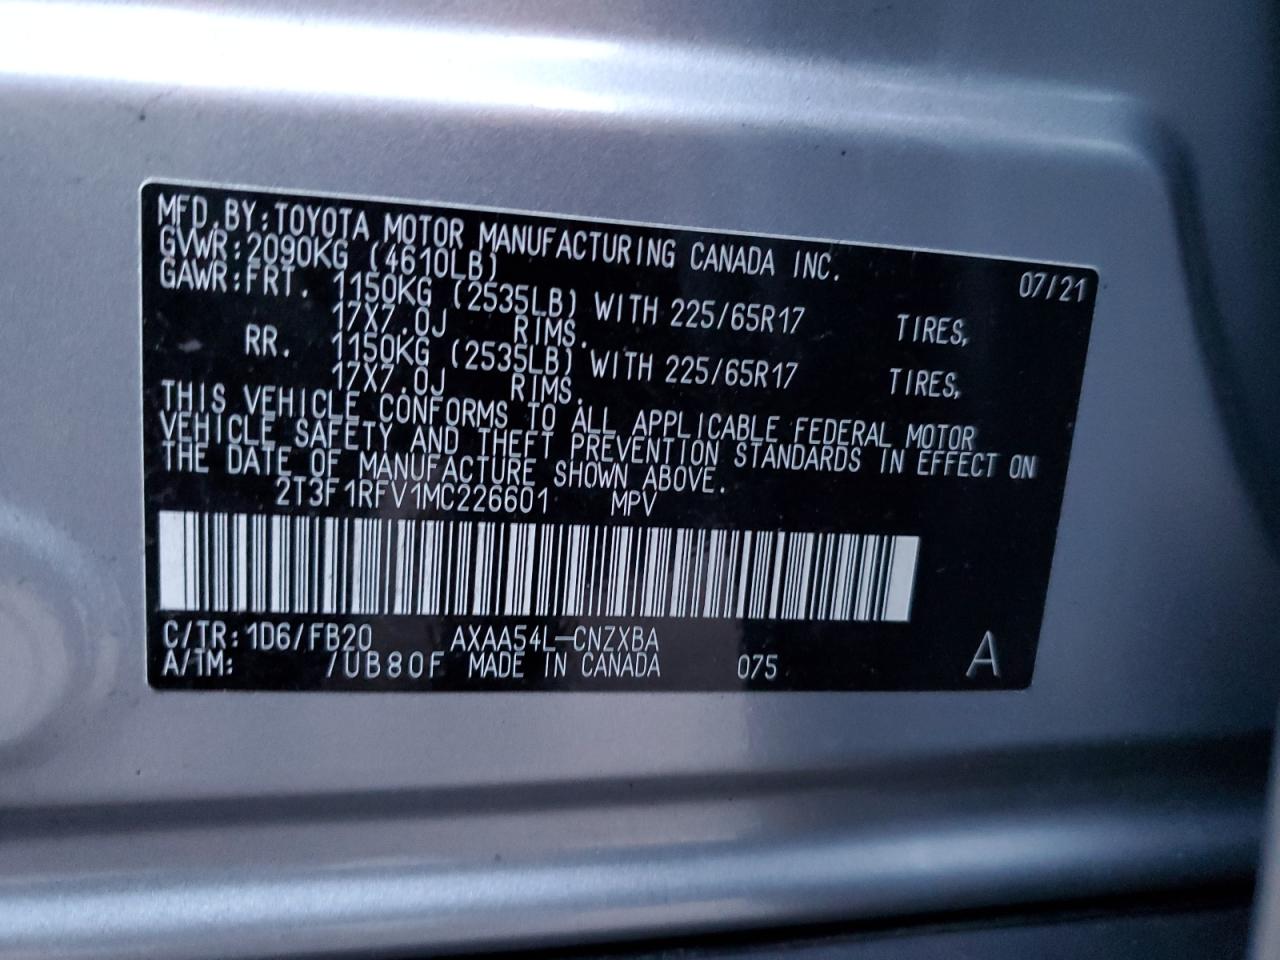 MFD.BY:TOYOTA MOTOR MANUFACTURING CANADA INC. 07/21
GVWR:2090KG (4610LB)
GAWR:FRT. 1150KG (2535LB) WITH 225/65R17 TIRES,
17X7.0J RIMS.
RR. 1150KG (2535LB) WITH 225/65R17 TIRES,
17X7.0J RIMS.
THIS VEHICLE CONFORMS TO ALL APPLICABLE FEDERAL MOTOR
VEHICLE SAFETY AND THEFT PREVENTION STANDARDS IN EFFECT ON
THE DATE OF MANUFACTURE SHOWN ABOVE.
2T3F1RFV1MC226601 MPV
C/TR:1D6/FB20 AXAA54L-CNZXBA
A/TM: /UB80F MADE IN CANADA 075 A